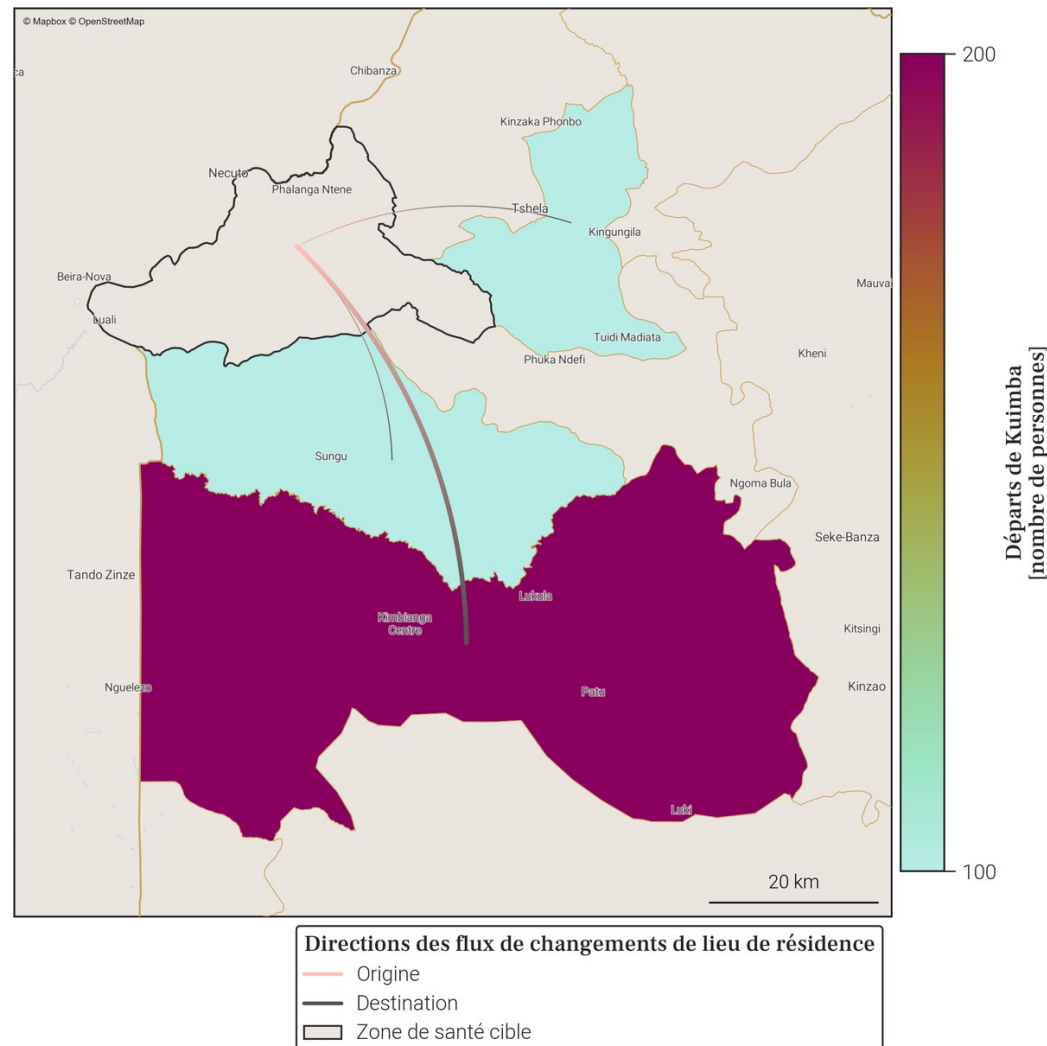 © Mapbox © OpenStreetMap
200
ca
Chibanza
Kinzaka Phonbo
Necuto
Phalanga Ntene
Tshela
Kingungila
Beira-Nova
Mauva
Luali
Tuidi Madiata
Kheni
Phuka Ndefi
Sungu
Ngoma Bula
Seke-Banza
Tando Zinze
Lukula
Kimbianga
Centre
Kitsingi
Nguelezo
Patu
Kinzao
Luki
20 km
100
Départs de Kuimba
[nombre de personnes]
Directions des flux de changements de lieu de résidence
Origine
Destination
Zone de santé cible